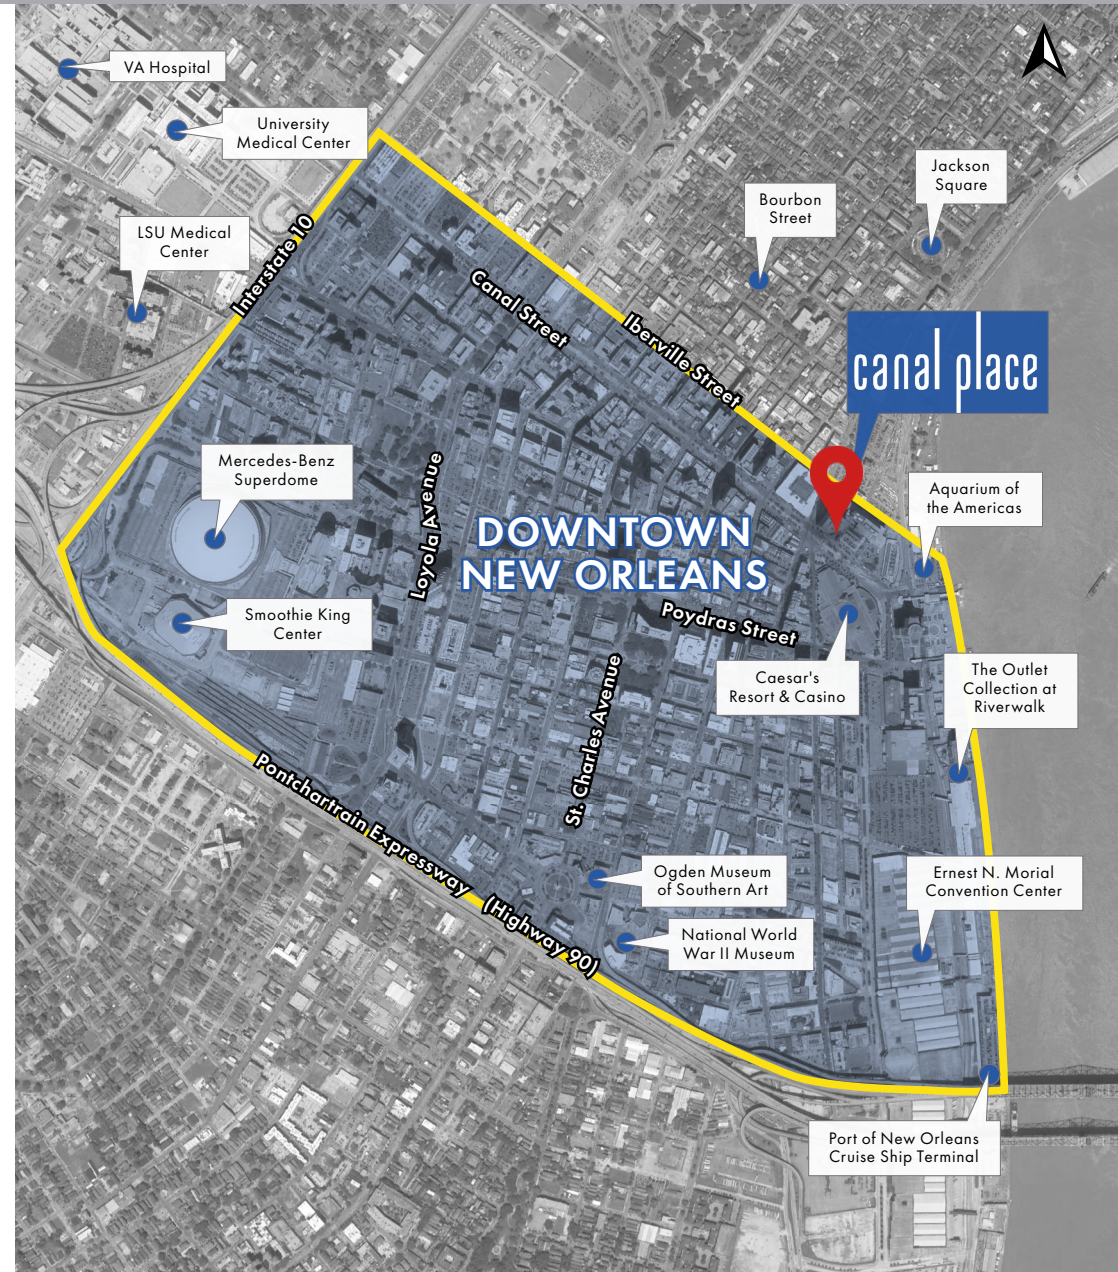 VA Hospital
University
Medical Center
Jackson
Square
Bourbon
Street
LSU Medical
Center
Interstate 10
Canal Street
Iberville Street
canal place
Mercedes-Benz
Superdome
Loyola Avenue
Aquarium of
the Americas
DOWNTOWN
NEW ORLEANS
Smoothie King
Center
Poydras Street
Caesar's
Resort & Casino
The Outlet
Collection at
Riverwalk
St. Charles Avenue
Pontchartrain Expressway (Highway 90)
Ogden Museum
of Southern Art
Ernest N. Morial
Convention Center
National World
War II Museum
Port of New Orleans
Cruise Ship Terminal